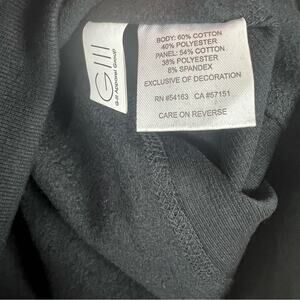 GIII
G-III Apparel Group
BODY: 60% COTTON
40% POLYESTER
PANEL: 54% COTTON
38% POLYESTER
8% SPANDEX
EXCLUSIVE OF DECORATION
RN #54163 CA #57151
CARE ON REVERSE